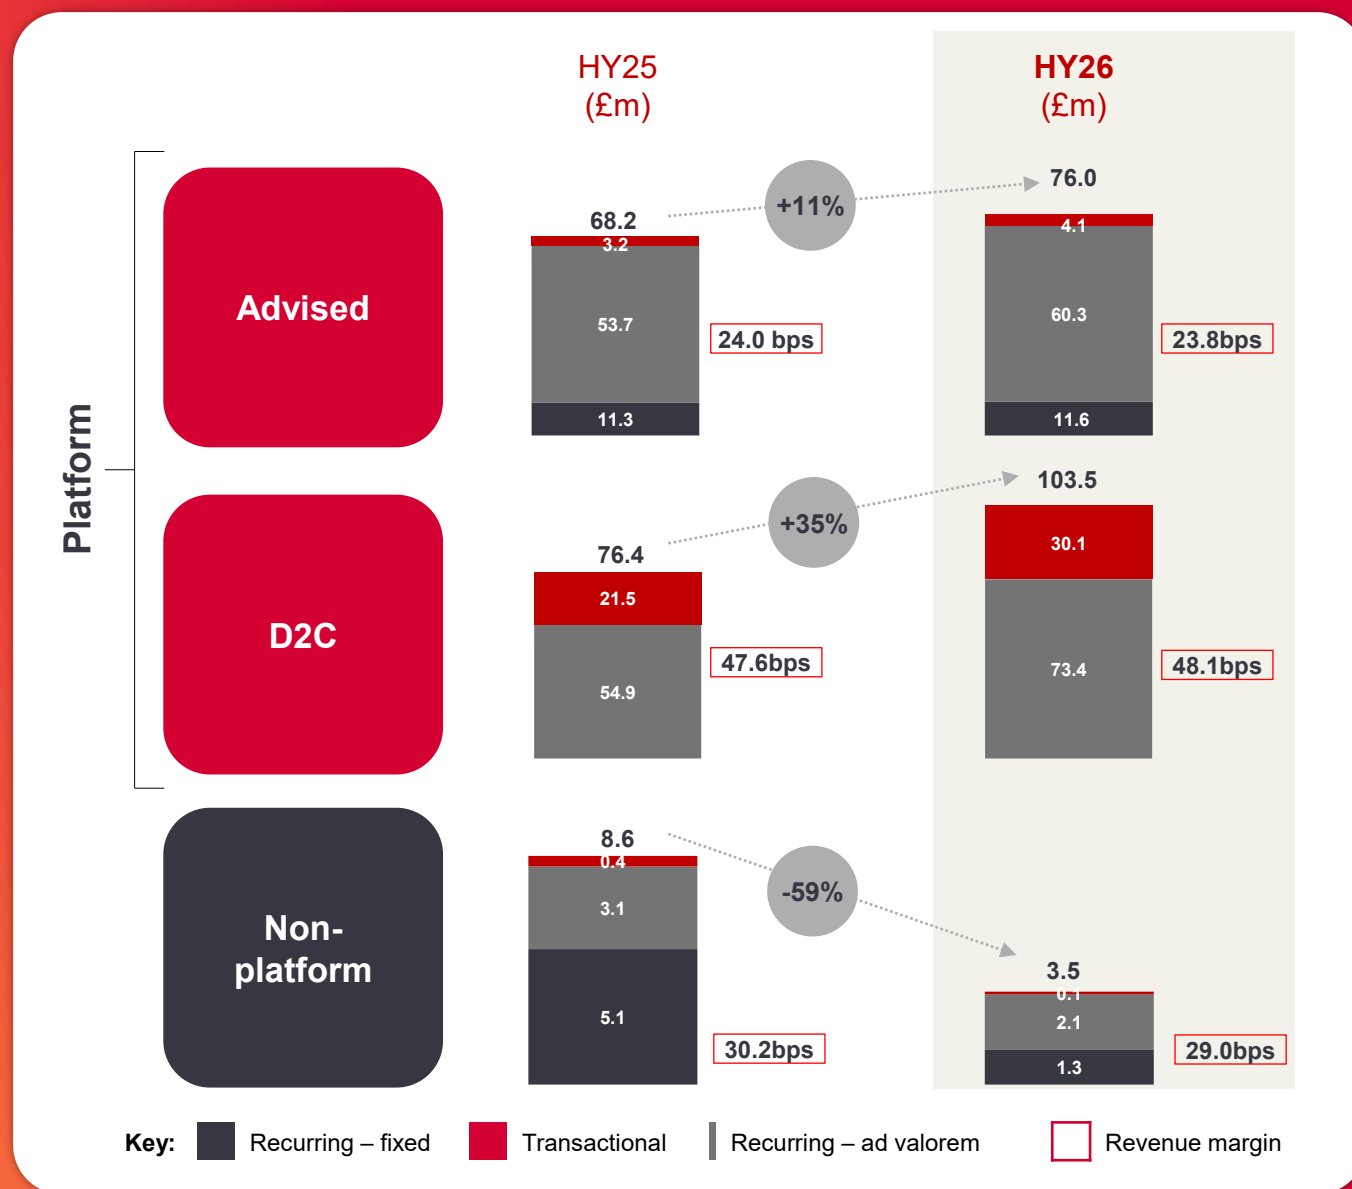 HY25
(£m)
HY26
(£m)
Platform
Advised
68.2
3.2
53.7
11.3
24.0 bps
+11%
76.0
4.1
60.3
11.6
23.8bps
D2C
76.4
21.5
54.9
47.6bps
+35%
103.5
30.1
73.4
48.1bps
Non-
platform
8.6
0.4
3.1
5.1
30.2bps
-59%
3.5
0.1
2.1
1.3
29.0bps
Key: Recurring – fixed Transactional Recurring – ad valorem Revenue margin